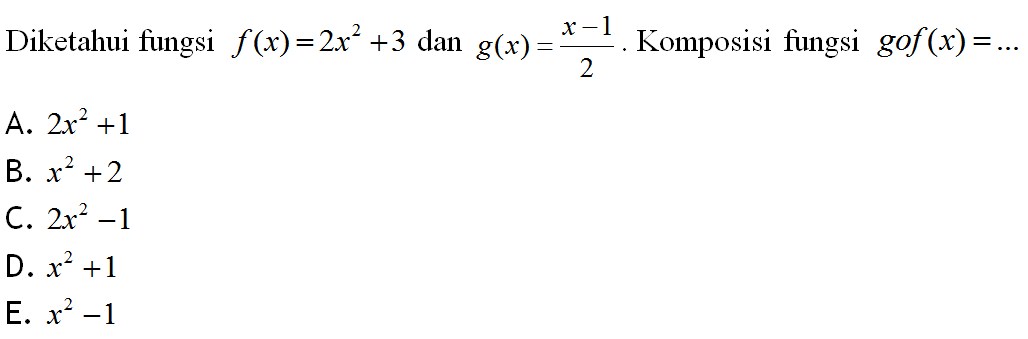 Diketahui fungsi f(x) = 2x² + 3 dan g(x) = (x − 1)/2 . Komposisi fungsi gof(x) = ...
A. 2x² + 1
B. x² + 2
C. 2x² − 1
D. x² + 1
E. x² − 1